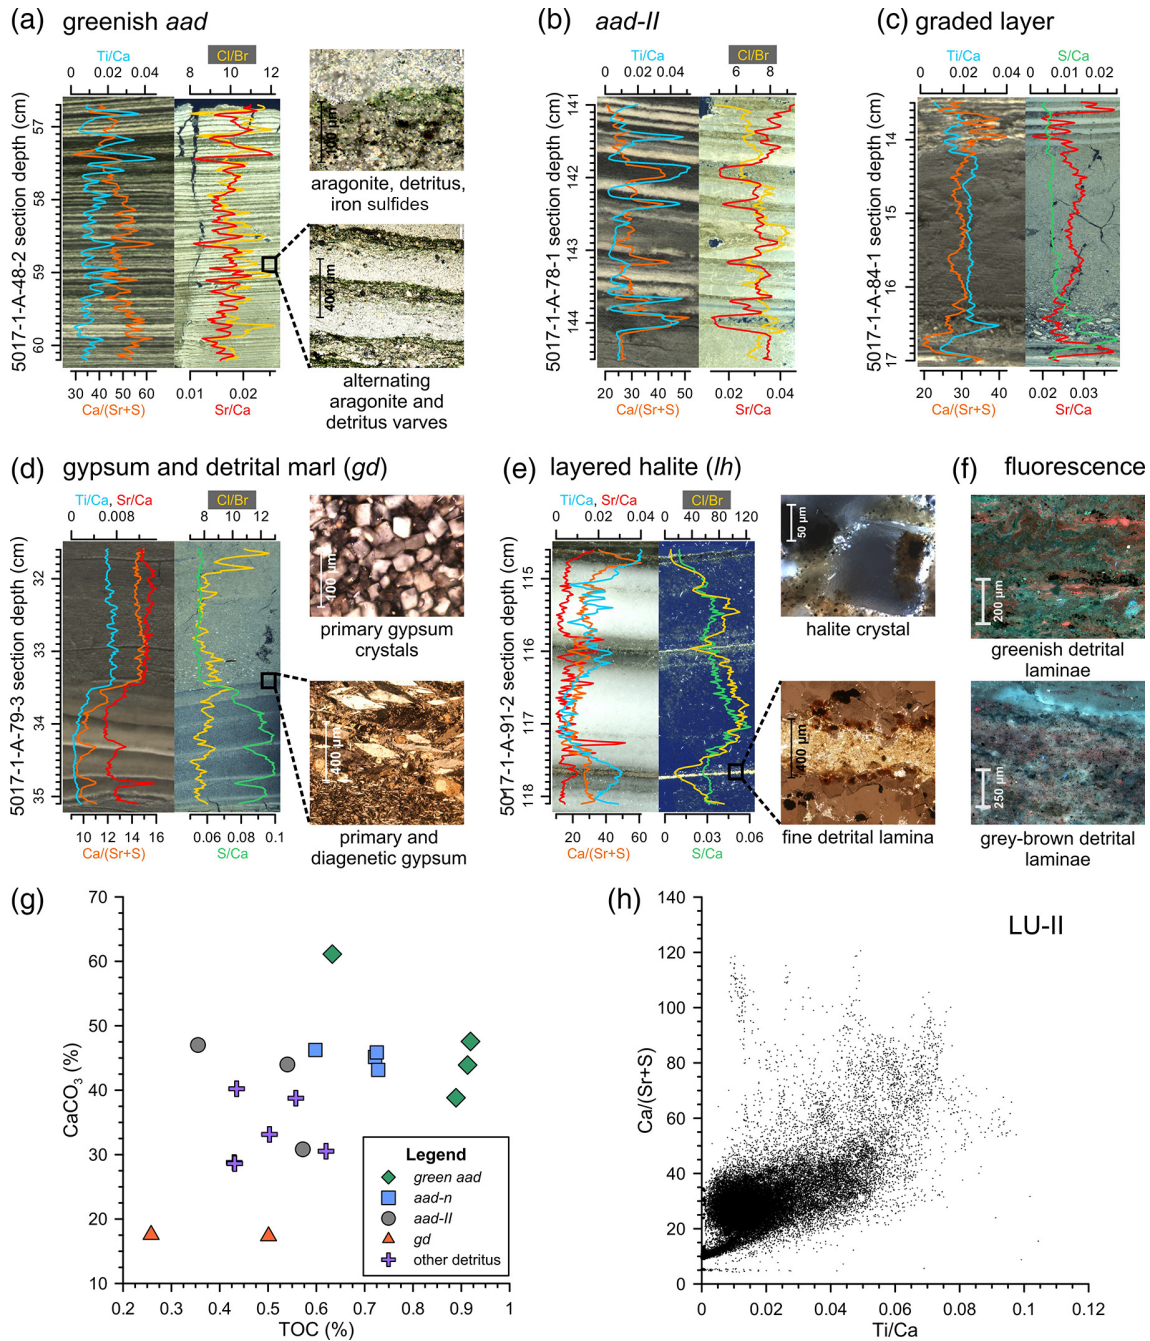 (a) greenish aad
Ti/Ca
Cl/Br
0 0.02 0.04
8 10 12
5017-1-A-48-2 section depth (cm)
57
58
59
60
30 40 50 60
0.01 0.02
Ca/(Sr+S)
Sr/Ca
100 µm
aragonite, detritus,
iron sulfides
400 µm
alternating
aragonite and
detritus varves
(b) aad-II
Ti/Ca
Cl/Br
0 0.02 0.04
6 8
5017-1-A-78-1 section depth (cm)
141
142
143
144
20 30 40 50
0.02 0.03 0.04
Ca/(Sr+S)
Sr/Ca
(c) graded layer
Ti/Ca
S/Ca
0 0.02 0.04
0 0.01 0.02
5017-1-A-84-1 section depth (cm)
14
15
16
17
20 30 40
0.02 0.03
Ca/(Sr+S)
Sr/Ca
(d) gypsum and detrital marl (gd)
Ti/Ca, Sr/Ca
Cl/Br
0 0.008
8 10 12
5017-1-A-79-3 section depth (cm)
32
33
34
35
10 12 14 16
0.06 0.08 0.1
Ca/(Sr+S)
S/Ca
100 µm
primary gypsum
crystals
400 µm
primary and
diagenetic gypsum
(e) layered halite (lh)
Ti/Ca, Sr/Ca
Cl/Br
0 0.02 0.04
0 40 80 120
5017-1-A-91-2 section depth (cm)
115
116
117
118
20 40 60
0 0.03 0.06
Ca/(Sr+S)
S/Ca
50 µm
halite crystal
400 µm
fine detrital lamina
(f) fluorescence
200 µm
greenish detrital
laminae
250 µm
grey-brown detrital
laminae
(g)
70
60
50
40
30
20
10
CaCO3 (%)
0.2 0.3 0.4 0.5 0.6 0.7 0.8 0.9 1
TOC (%)
Legend
green aad
aad-n
aad-II
gd
other detritus
(h)
LU-II
140
120
100
80
60
40
20
0
Ca/(Sr+S)
0 0.02 0.04 0.06 0.08 0.1 0.12
Ti/Ca